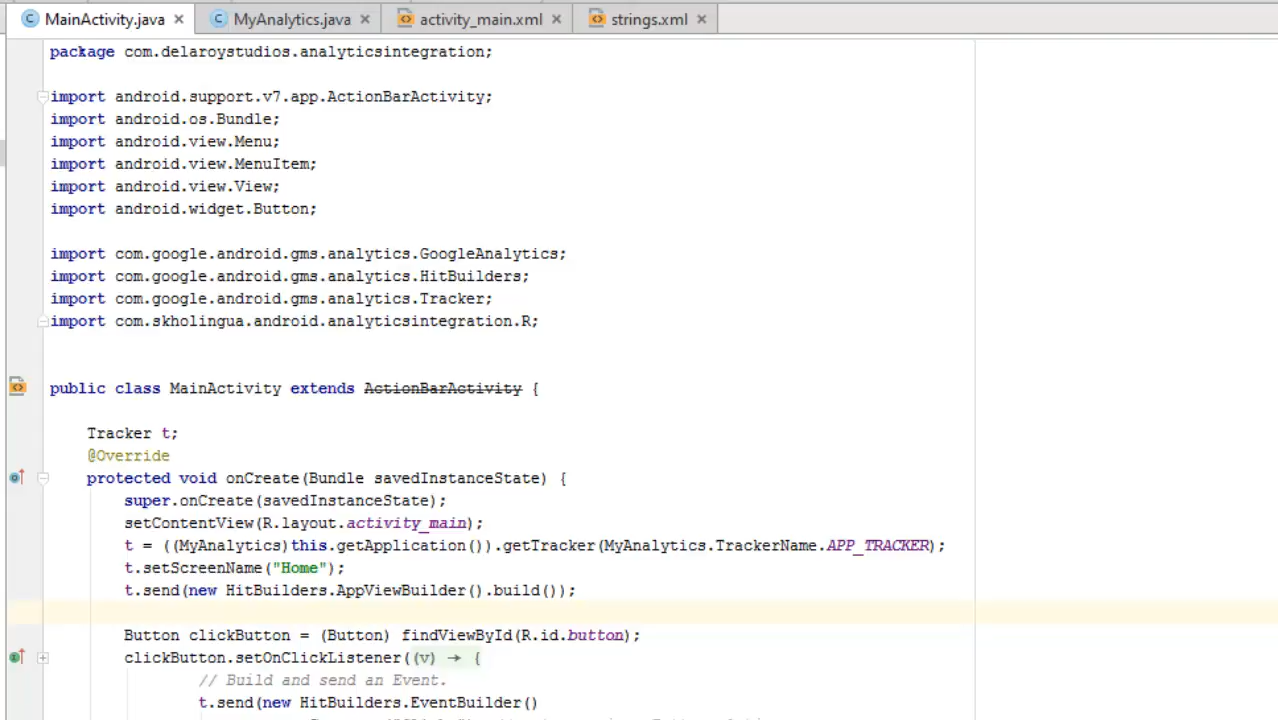 MainActivity.java MyAnalytics.java activity_main.xml strings.xml
package com.delaroystudios.analyticsintegration;
import android.support.v7.app.ActionBarActivity;
import android.os.Bundle;
import android.view.Menu;
import android.view.MenuItem;
import android.view.View;
import android.widget.Button;
import com.google.android.gms.analytics.GoogleAnalytics;
import com.google.android.gms.analytics.HitBuilders;
import com.google.android.gms.analytics.Tracker;
import com.skholingua.android.analyticsintegration.R;
public class MainActivity extends ActionBarActivity {
Tracker t;
@Override
protected void onCreate(Bundle savedInstanceState) {
super.onCreate(savedInstanceState);
setContentView(R.layout.activity_main);
t = ((MyAnalytics)this.getApplication()).getTracker(MyAnalytics.TrackerName.APP_TRACKER);
t.setScreenName("Home");
t.send(new HitBuilders.AppViewBuilder().build());
Button clickButton = (Button) findViewById(R.id.button);
clickButton.setOnClickListener((v) → {
// Build and send an Event.
t.send(new HitBuilders.EventBuilder()